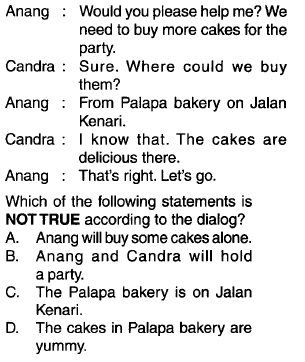 Anang : Would you please help me? We
need to buy more cakes for the
party.
Candra : Sure. Where could we buy
them?
Anang : From Palapa bakery on Jalan
Kenari.
Candra : I know that. The cakes are
delicious there.
Anang : That's right. Let's go.
Which of the following statements is
NOT TRUE according to the dialog?
A. Anang will buy some cakes alone.
B. Anang and Candra will hold
a party.
C. The Palapa bakery is on Jalan
Kenari.
D. The cakes in Palapa bakery are
yummy.